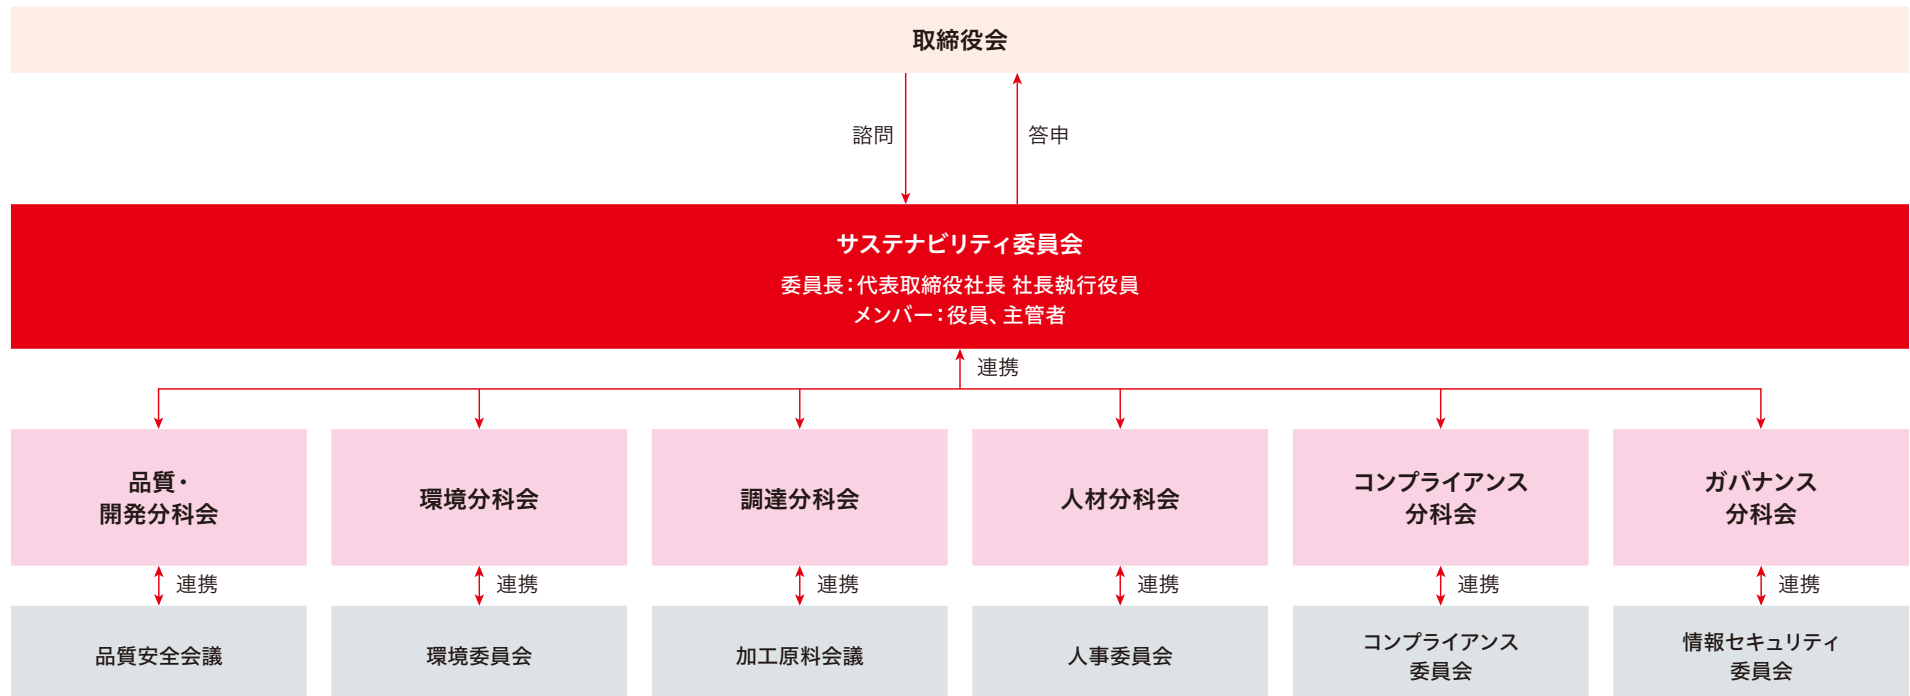 取締役会
諮問
答申
サステナビリティ委員会
委員長：代表取締役社長 社長執行役員
メンバー：役員、主管者
連携
品質・
開発分科会
環境分科会
調達分科会
人材分科会
コンプライアンス
分科会
ガバナンス
分科会
連携
連携
連携
連携
連携
連携
品質安全会議
環境委員会
加工原料会議
人事委員会
コンプライアンス
委員会
情報セキュリティ
委員会